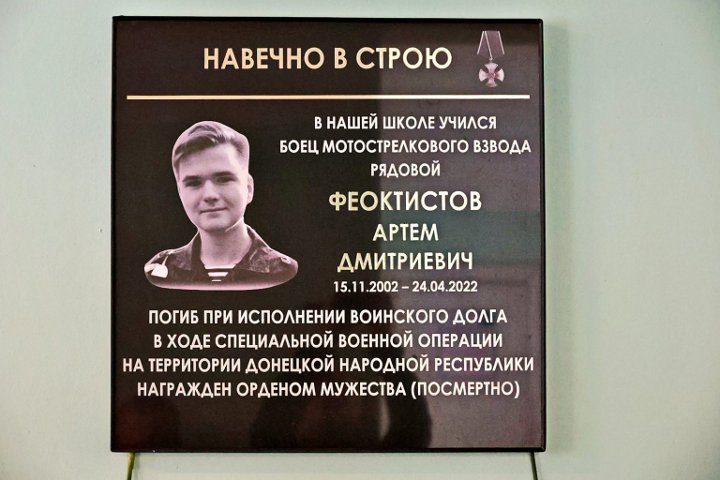 НАВЕЧНО В СТРОЮ
В НАШЕЙ ШКОЛЕ УЧИЛСЯ
БОЕЦ МОТОСТРЕЛКОВОГО ВЗВОДА
РЯДОВОЙ
ФЕОКТИСТОВ
АРТЕМ
ДМИТРИЕВИЧ
15.11.2002 – 24.04.2022
ПОГИБ ПРИ ИСПОЛНЕНИИ ВОИНСКОГО ДОЛГА
В ХОДЕ СПЕЦИАЛЬНОЙ ВОЕННОЙ ОПЕРАЦИИ
НА ТЕРРИТОРИИ ДОНЕЦКОЙ НАРОДНОЙ РЕСПУБЛИКИ
НАГРАЖДЕН ОРДЕНОМ МУЖЕСТВА (ПОСМЕРТНО)